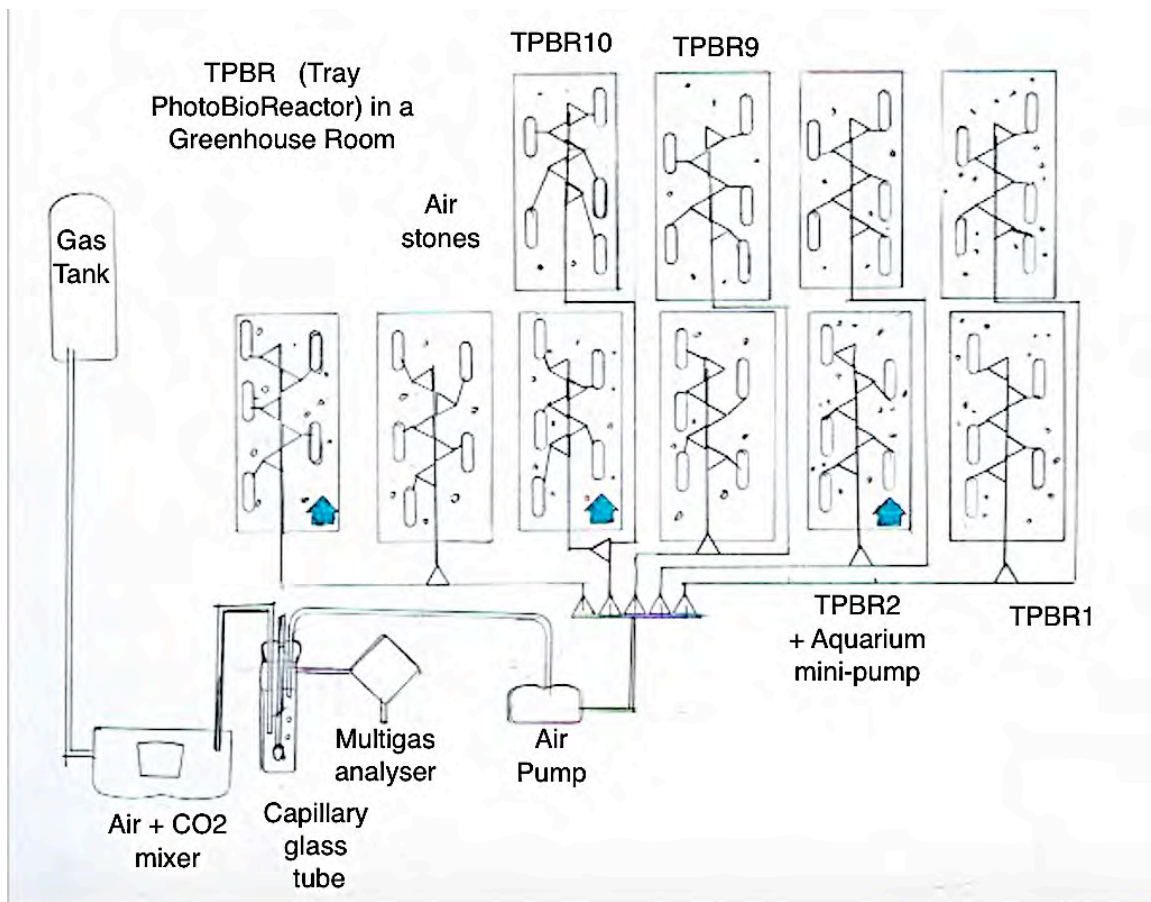 TPBR10
TPBR9
TPBR (Tray
PhotoBioReactor) in a
Greenhouse Room
Air
stones
Gas
Tank
TPBR2
+ Aquarium
mini-pump
TPBR1
Multigas
analyser
Air
Pump
Air + CO2
mixer
Capillary
glass
tube